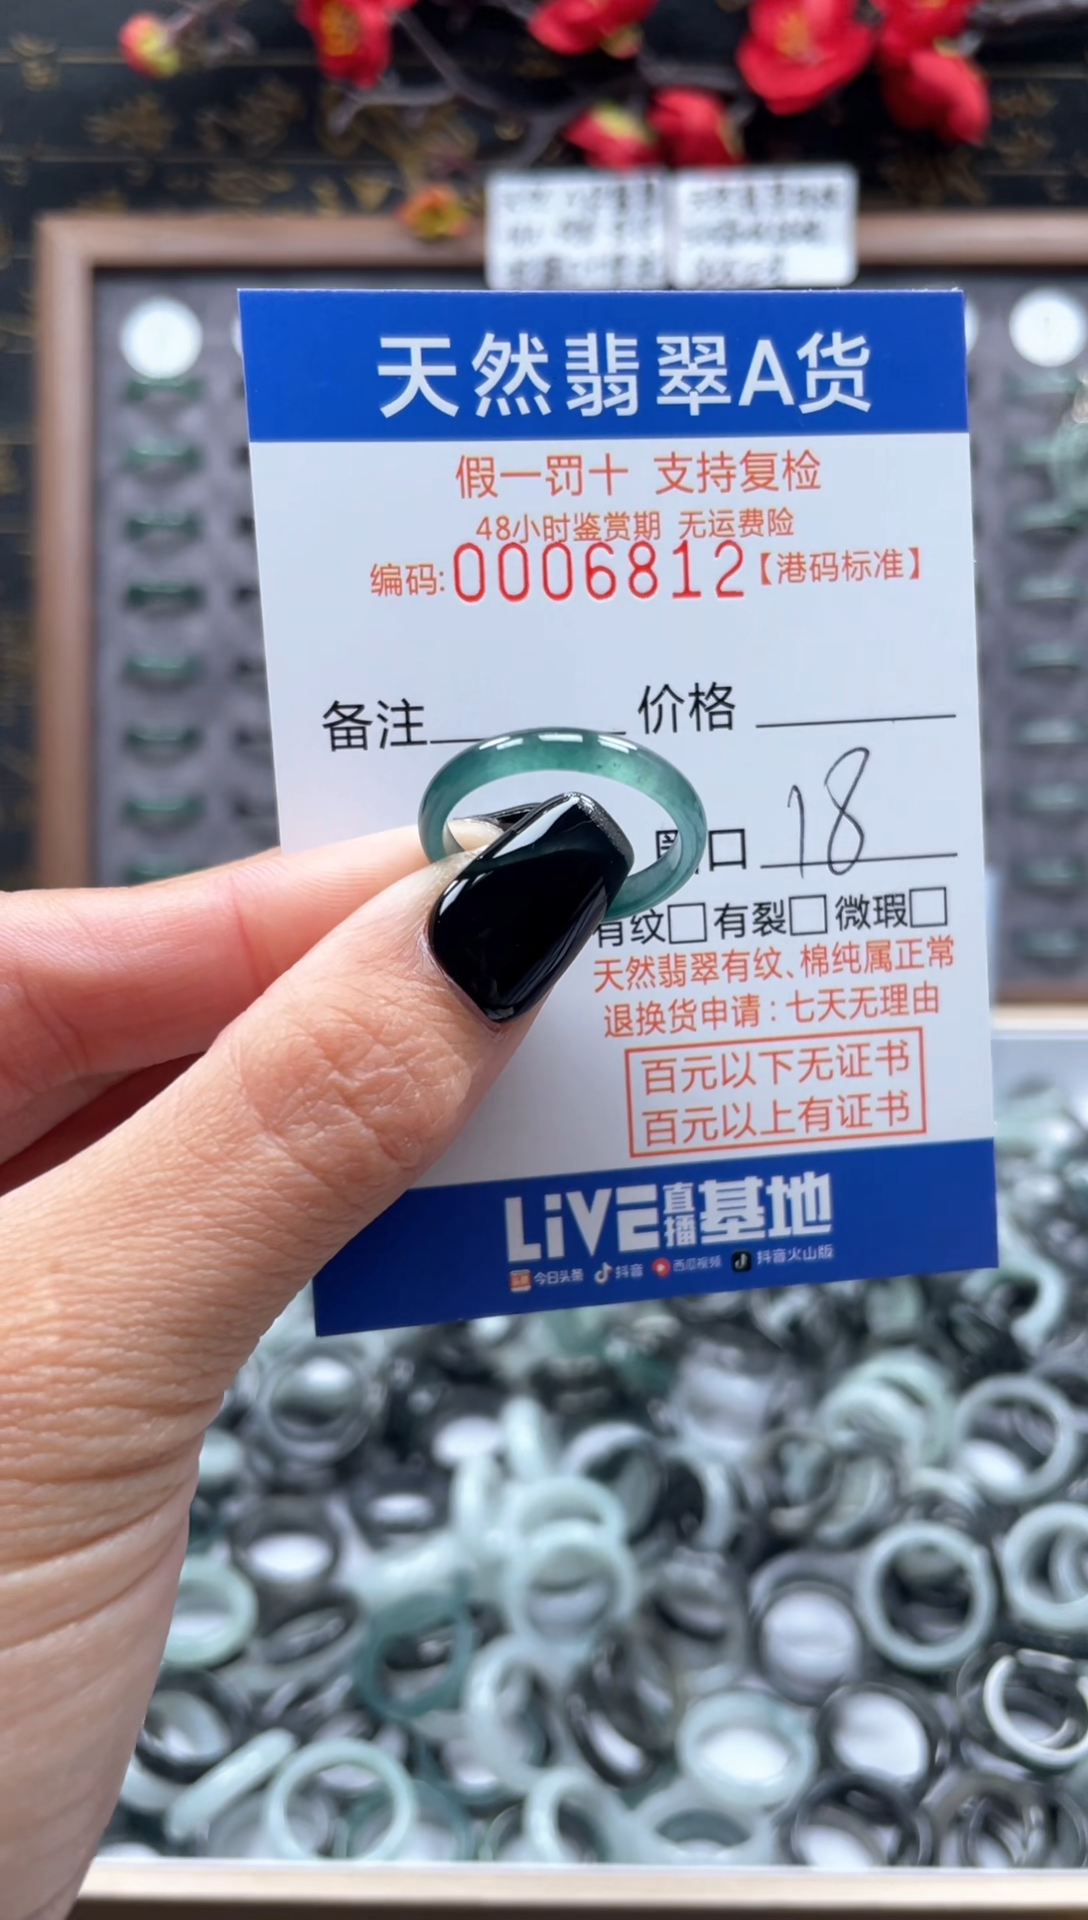 天然翡翠A货
假一罚十 支持复检
48小时鉴赏期 无运费险
编码:0006812【港码标准】
备注 价格
口 18
有纹□有裂□微瑕□
天然翡翠有纹、棉纯属正常
退换货申请:七天无理由
百元以下无证书
百元以上有证书
LiVE直播基地
今日头条 抖音 西瓜视频 抖音火山版